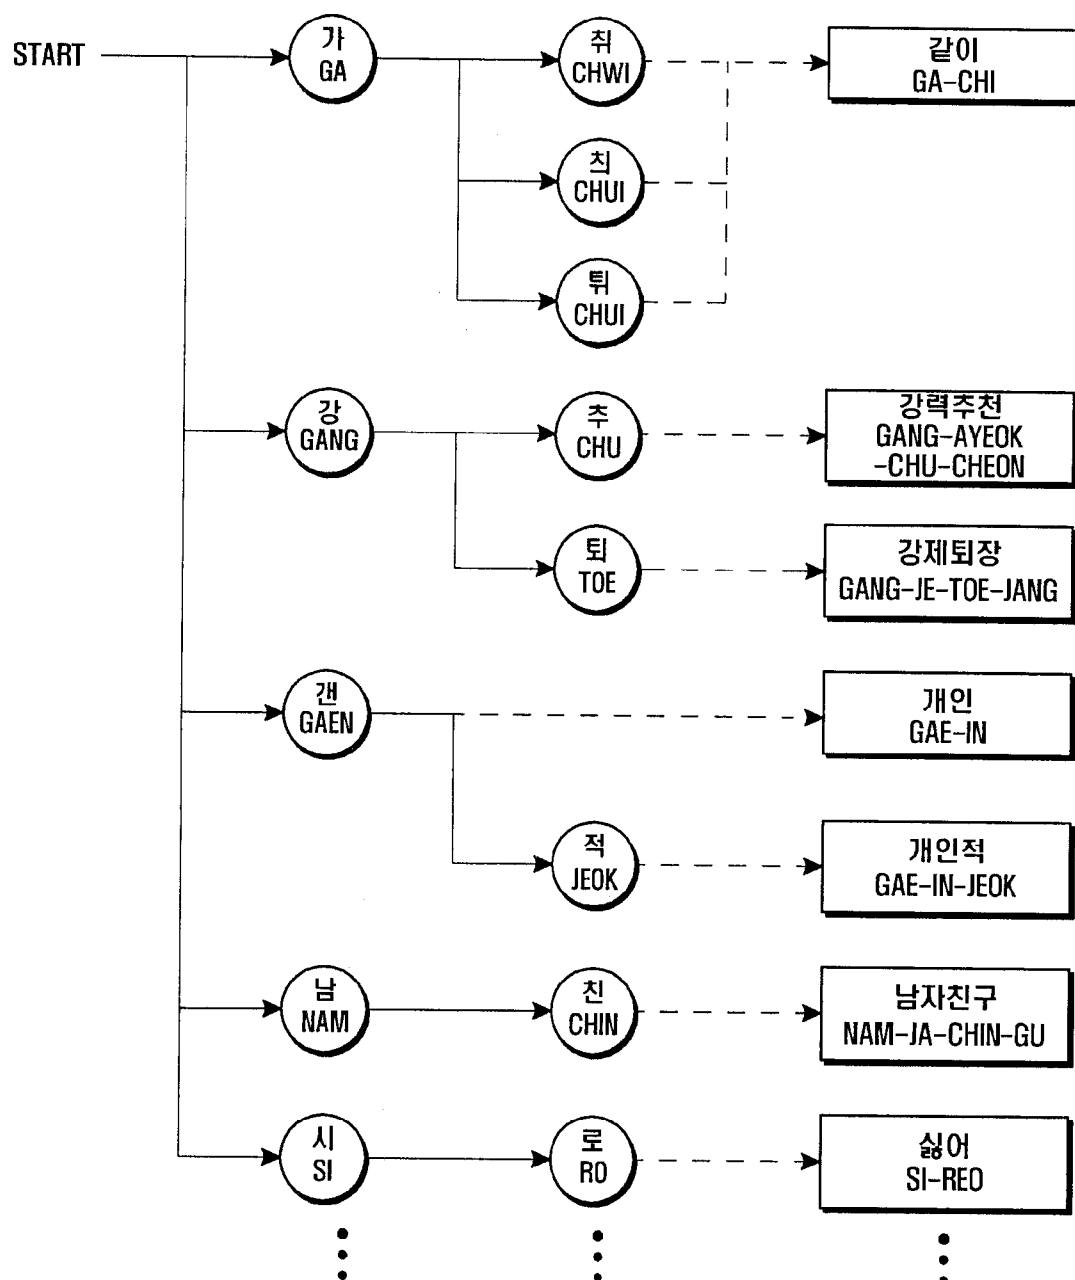 START
가
GA
취
CHWI
같이
GA-CHI
츼
CHUI
튀
CHUI
강
GANG
추
CHU
강력추천
GANG-AYEOK
-CHU-CHEON
퇴
TOE
강제퇴장
GANG-JE-TOE-JANG
갠
GAEN
개인
GAE-IN
적
JEOK
개인적
GAE-IN-JEOK
남
NAM
친
CHIN
남자친구
NAM-JA-CHIN-GU
시
SI
로
RO
싫어
SI-REO